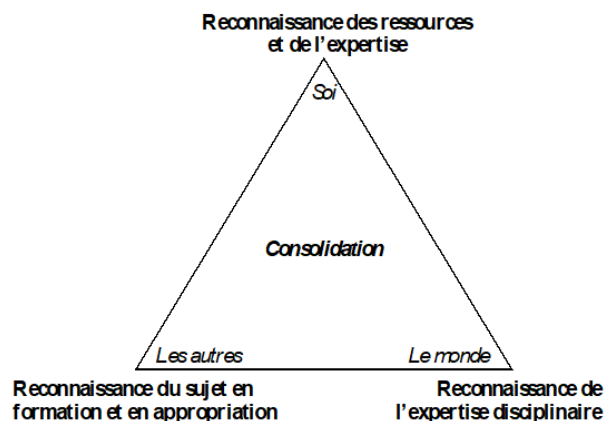 Reconnaissance des ressources
et de l'expertise
Soi
Consolidation
Les autres
Le monde
Reconnaissance du sujet en
formation et en appropriation
Reconnaissance de
l'expertise disciplinaire